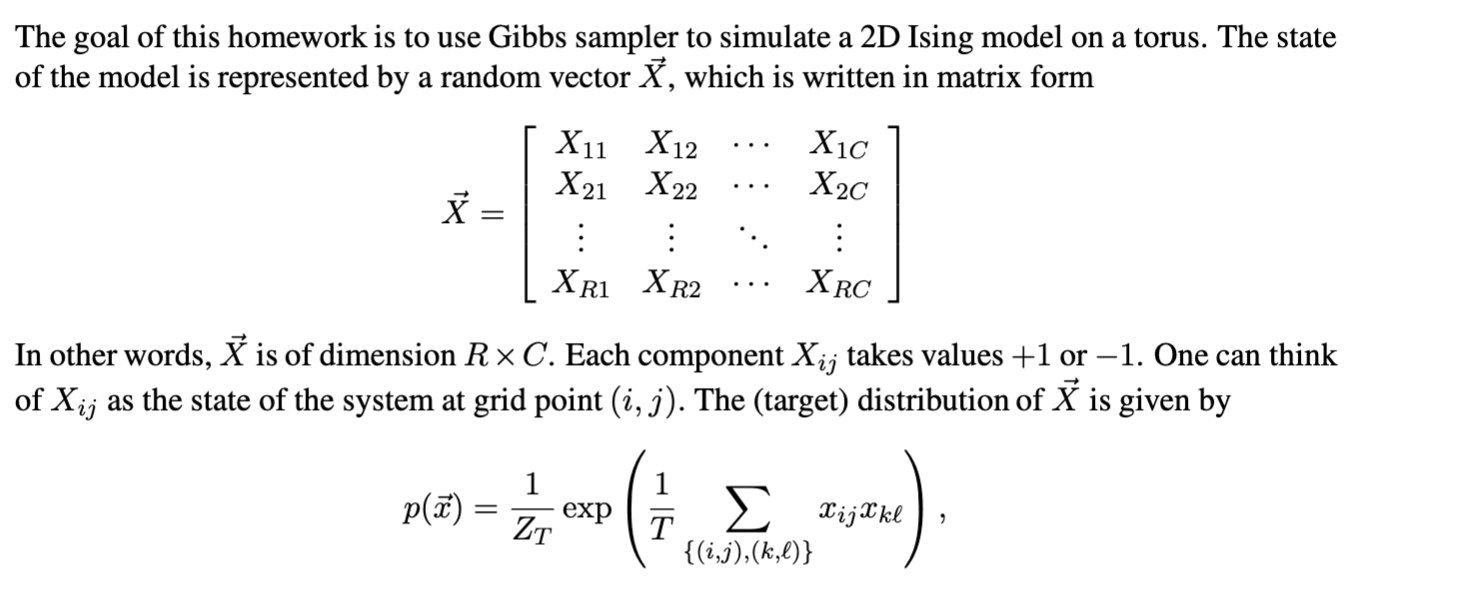 The goal of this homework is to use Gibbs sampler to simulate a 2D Ising model on a torus. The state
of the model is represented by a random vector $\vec{X}$, which is written in matrix form
$\vec{X} = \begin{bmatrix} X_{11} & X_{12} & \cdots & X_{1C} \\ X_{21} & X_{22} & \cdots & X_{2C} \\ \vdots & \vdots & \ddots & \vdots \\ X_{R1} & X_{R2} & \cdots & X_{RC} \end{bmatrix}$
In other words, $\vec{X}$ is of dimension $R \times C$. Each component $X_{ij}$ takes values $+1$ or $-1$. One can think
of $X_{ij}$ as the state of the system at grid point $(i, j)$. The (target) distribution of $\vec{X}$ is given by
$p(\vec{x}) = \frac{1}{Z_T} \exp\left( \frac{1}{T} \sum_{\{(i,j),(k,\ell)\}} x_{ij} x_{k\ell} \right),$